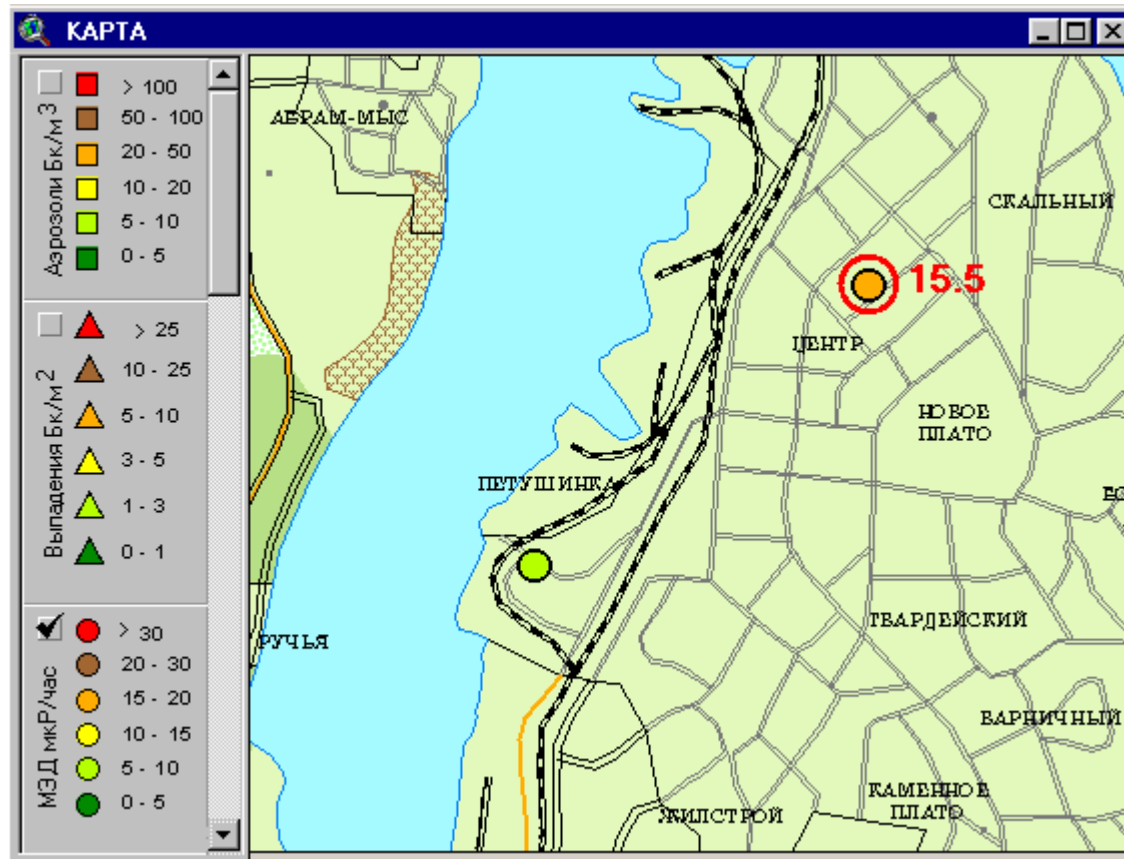 КАРТА
Аэрозоли Бк/м3
> 100
50 - 100
20 - 50
10 - 20
5 - 10
0 - 5
Выпадения Бк/м2
> 25
10 - 25
5 - 10
3 - 5
1 - 3
0 - 1
МЭД мкР/час
> 30
20 - 30
15 - 20
10 - 15
5 - 10
0 - 5
АБРАМ-МЫС
СКАЛЬНЫЙ
15.5
ЦЕНТР
НОВОЕ
ПЛАТО
ПЕТУШИНКА
РУЧЬЯ
ВАРНИЧНЫЙ
КАМЕННОЕ
ПЛАТО
ЖИЛСТРОЙ